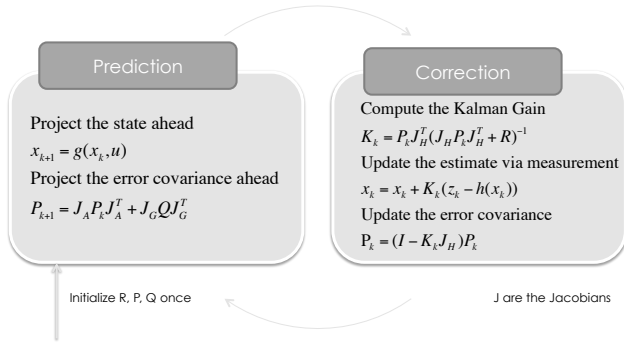 Prediction
Project the state ahead
x_{k+1} = g(x_k,u)
Project the error covariance ahead
P_{k+1} = J_A P_k J_A^T + J_G Q J_G^T
Initialize R, P, Q once
Correction
Compute the Kalman Gain
K_k = P_k J_H^T (J_H P_k J_H^T + R)^{-1}
Update the estimate via measurement
x_k = x_k + K_k(z_k − h(x_k))
Update the error covariance
P_k = (I − K_k J_H)P_k
J are the Jacobians